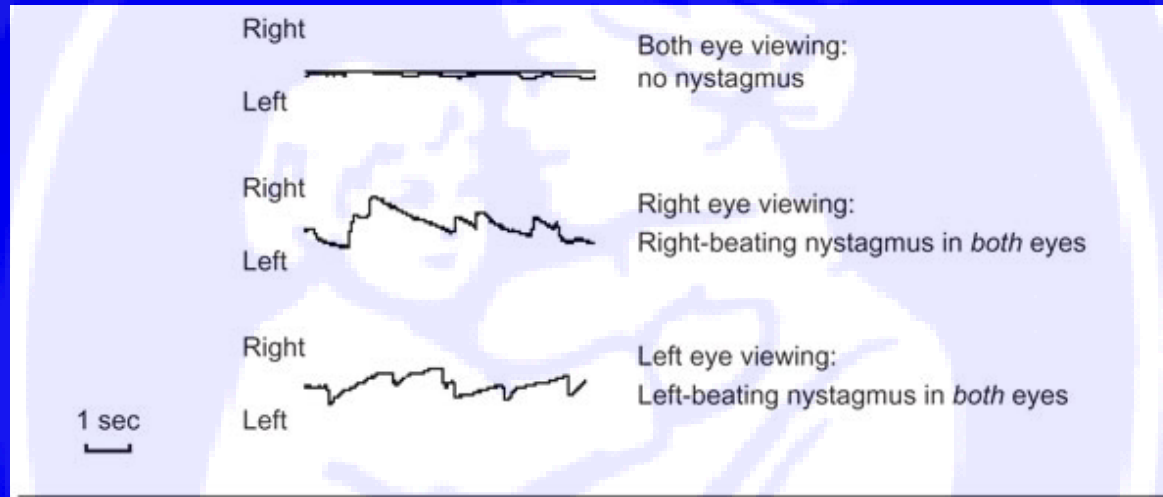 Right
Both eye viewing:
no nystagmus
Left
Right
Right eye viewing:
Right-beating nystagmus in both eyes
Left
Right
Left eye viewing:
Left-beating nystagmus in both eyes
Left
1 sec